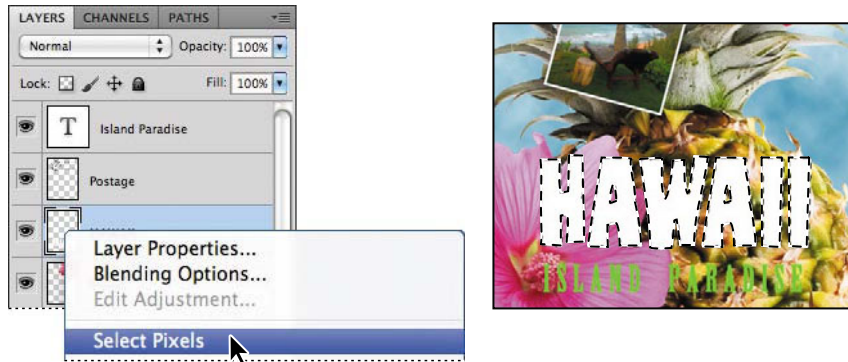 LAYERS CHANNELS PATHS
Normal Opacity: 100%
Lock: Fill: 100%
T Island Paradise
Postage
Layer Properties...
Blending Options...
Edit Adjustment...
Select Pixels
HAWAII
ISLAND PARADISE